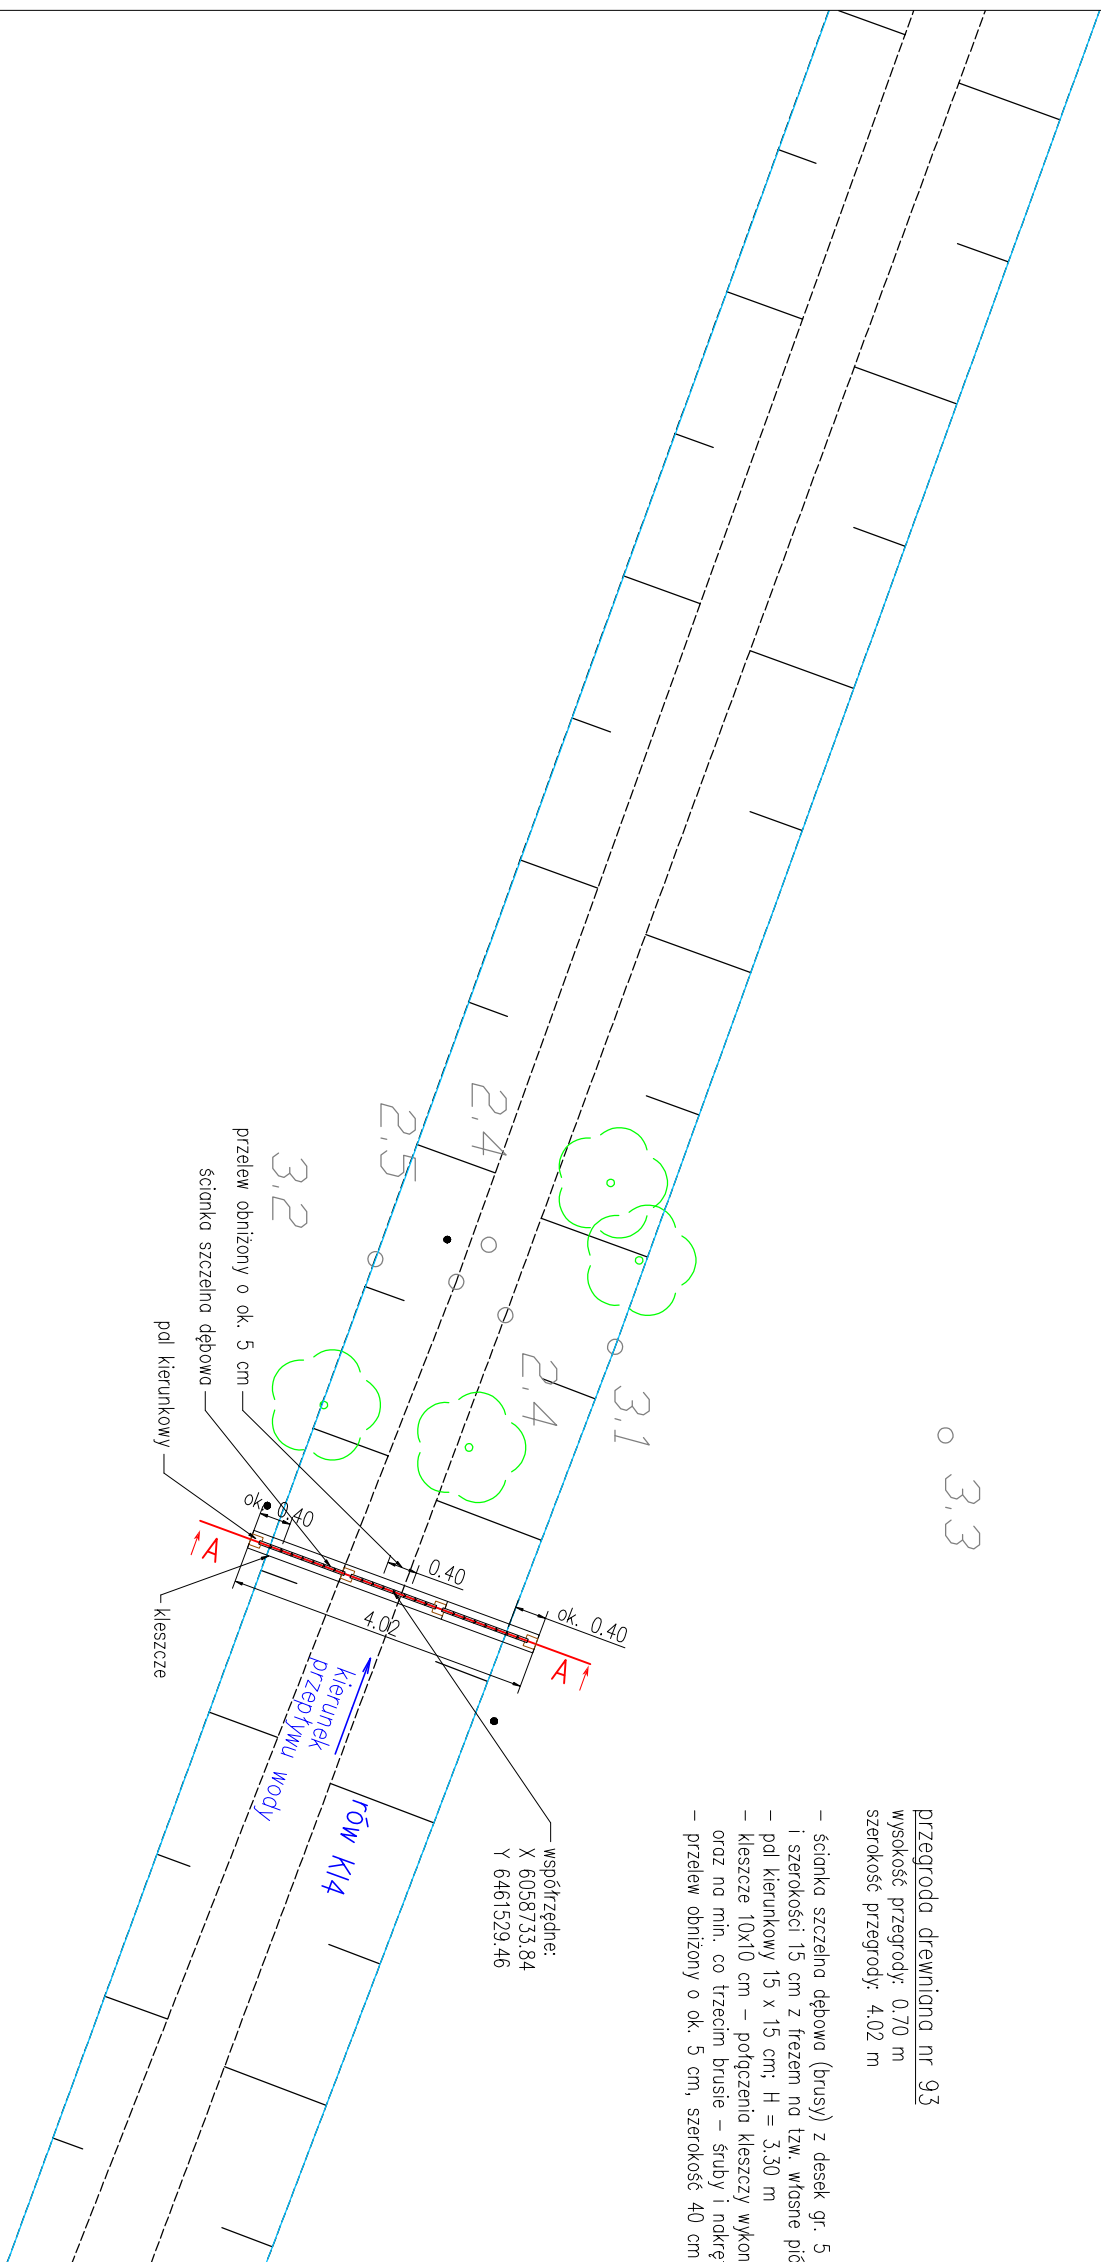 przegroda drewniana nr 93
wysokość przegrody: 0.70 m
szerokość przegrody: 4.02 m
- ścianka szczelna dębowa (brusy) z desek gr. 5
i szerokości 15 cm z frezem na tzw. własne pió
- pal kierunkowy 15 x 15 cm; H = 3.30 m
- kleszcze 10x10 cm - połączenia kleszczy wykon
oraz na min. co trzecim brusie - śruby i nakrę
- przelew obniżony o ok. 5 cm, szerokość 40 cm
3.3
3.1
2.4
2.4
2.5
3.2
przelew obniżony o ok. 5 cm
ścianka szczelna dębowa
pal kierunkowy
ok. 0.40
0.40
ok. 0.40
4.02
A
A
kleszcze
kierunek
przepływu wody
rów Kl4
współrzędne:
X 6058733.84
Y 6461529.46